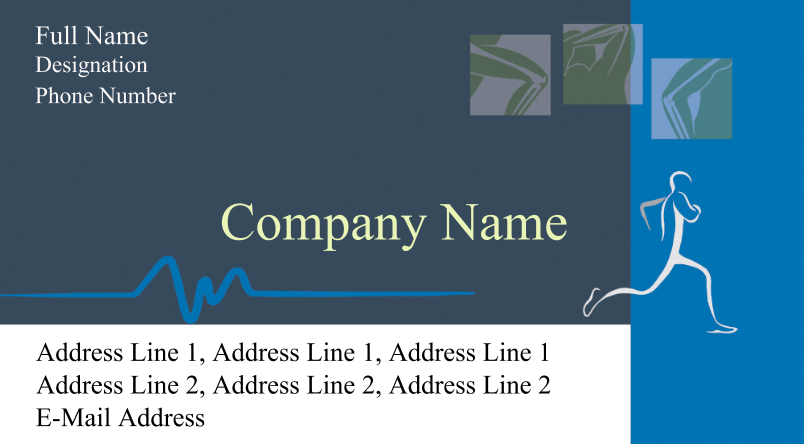 Full Name
Designation
Phone Number
Company Name
Address Line 1, Address Line 1, Address Line 1
Address Line 2, Address Line 2, Address Line 2
E-Mail Address